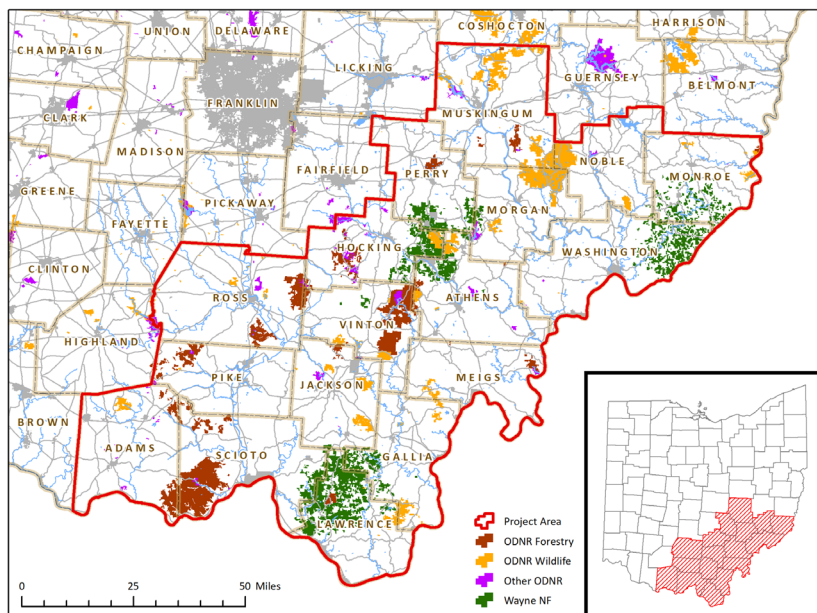 UNION
DELAWARE
COSHOCTON
HARRISON
CHAMPAIGN
LICKING
GUERNSEY
BELMONT
FRANKLIN
CLARK
MUSKINGUM
MADISON
NOBLE
FAIRFIELD
PERRY
MONROE
GREENE
PICKAWAY
MORGAN
FAYETTE
HOCKING
WASHINGTON
CLINTON
ROSS
ATHENS
VINTON
HIGHLAND
PIKE
JACKSON
MEIGS
BROWN
ADAMS
SCIOTO
GALLIA
LAWRENCE
Project Area
ODNR Forestry
ODNR Wildlife
Other ODNR
Wayne NF
0 25 50 Miles